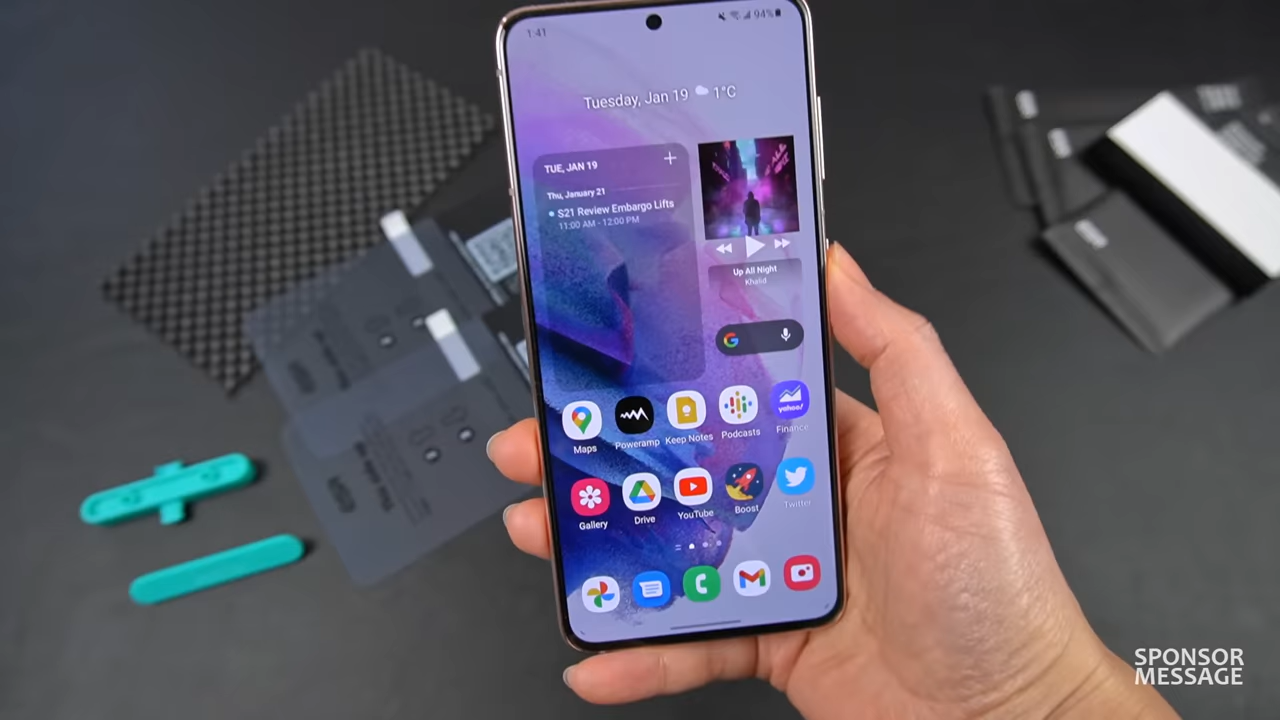 1:41
94%
Tuesday, Jan 19 1°C
TUE, JAN 19
Thu, January 21
S21 Review Embargo Lifts
11:00 AM - 12:00 PM
Up All Night
Khalid
Maps
Poweramp
Keep Notes
Podcasts
yahoo!
Finance
Gallery
Drive
YouTube
Boost
Twitter
SPONSOR
MESSAGE